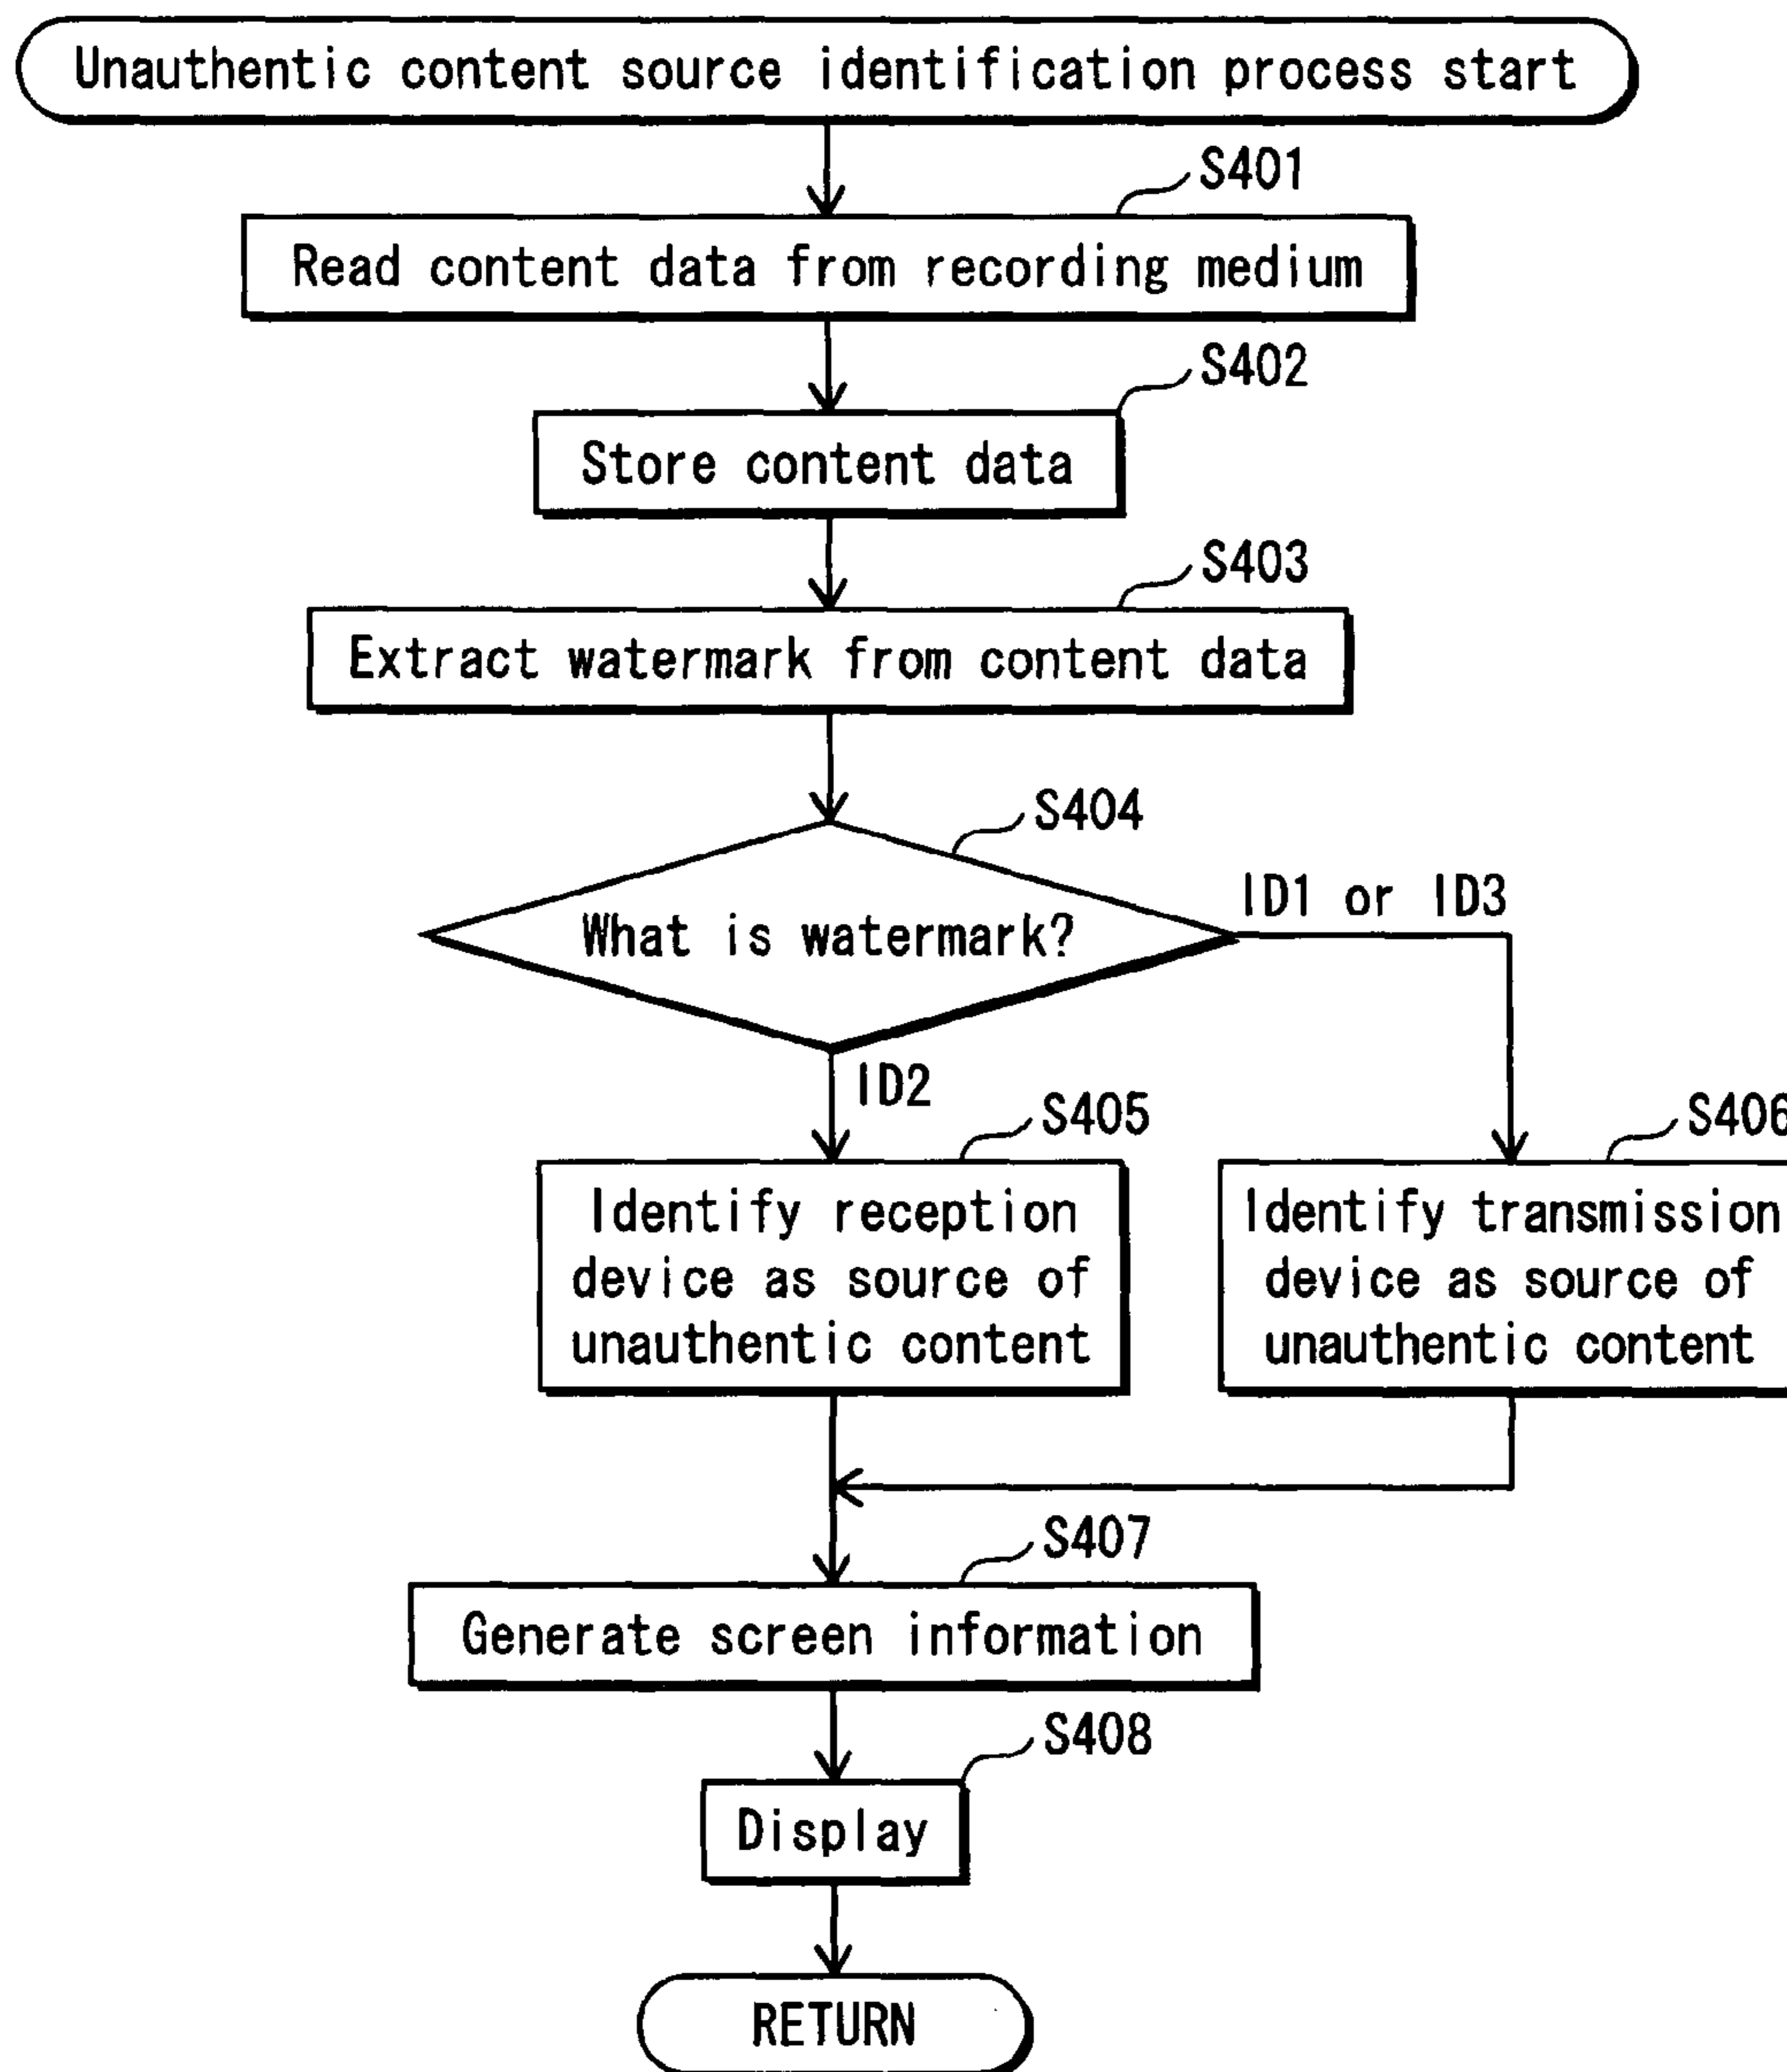 Unauthentic content source identification process start
S401
Read content data from recording medium
S402
Store content data
S403
Extract watermark from content data
S404
What is watermark?
ID1 or ID3
ID2
S405
Identify reception
device as source of
unauthentic content
S406
Identify transmission
device as source of
unauthentic content
S407
Generate screen information
S408
Display
RETURN